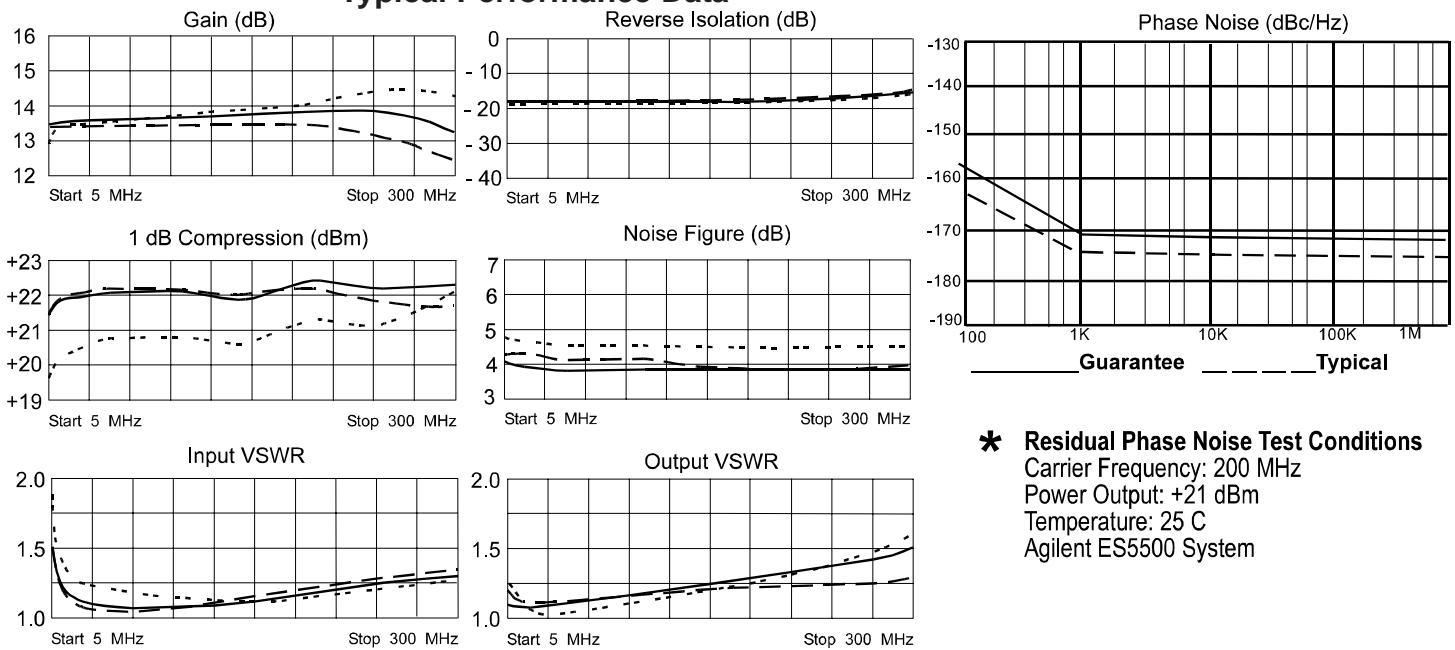 Typical Performance Data
Gain (dB)
16
15
14
13
12
Start 5 MHz
Stop 300 MHz
Reverse Isolation (dB)
0
- 10
- 20
- 30
- 40
Start 5 MHz
Stop 300 MHz
Phase Noise (dBc/Hz)
-130
-140
-150
-160
-170
-180
-190
100
1K
10K
100K
1M
Guarantee
Typical
1 dB Compression (dBm)
+23
+22
+21
+20
+19
Start 5 MHz
Stop 300 MHz
Noise Figure (dB)
7
6
5
4
3
Start 5 MHz
Stop 300 MHz
Input VSWR
2.0
1.5
1.0
Start 5 MHz
Stop 300 MHz
Output VSWR
2.0
1.5
1.0
Start 5 MHz
Stop 300 MHz
* Residual Phase Noise Test Conditions
Carrier Frequency: 200 MHz
Power Output: +21 dBm
Temperature: 25 C
Agilent ES5500 System